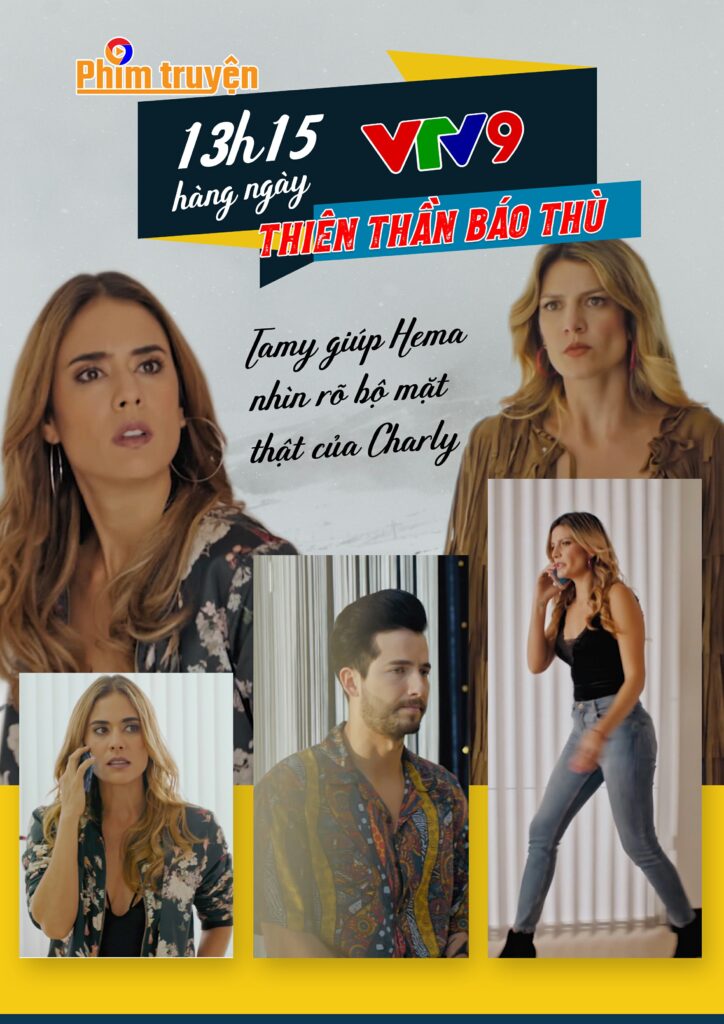 Phim truyện
13h15
hàng ngày
VTV9
THIÊN THẦN BÁO THÙ
Tamy giúp Hema
nhìn rõ bộ mặt
thật của Charly